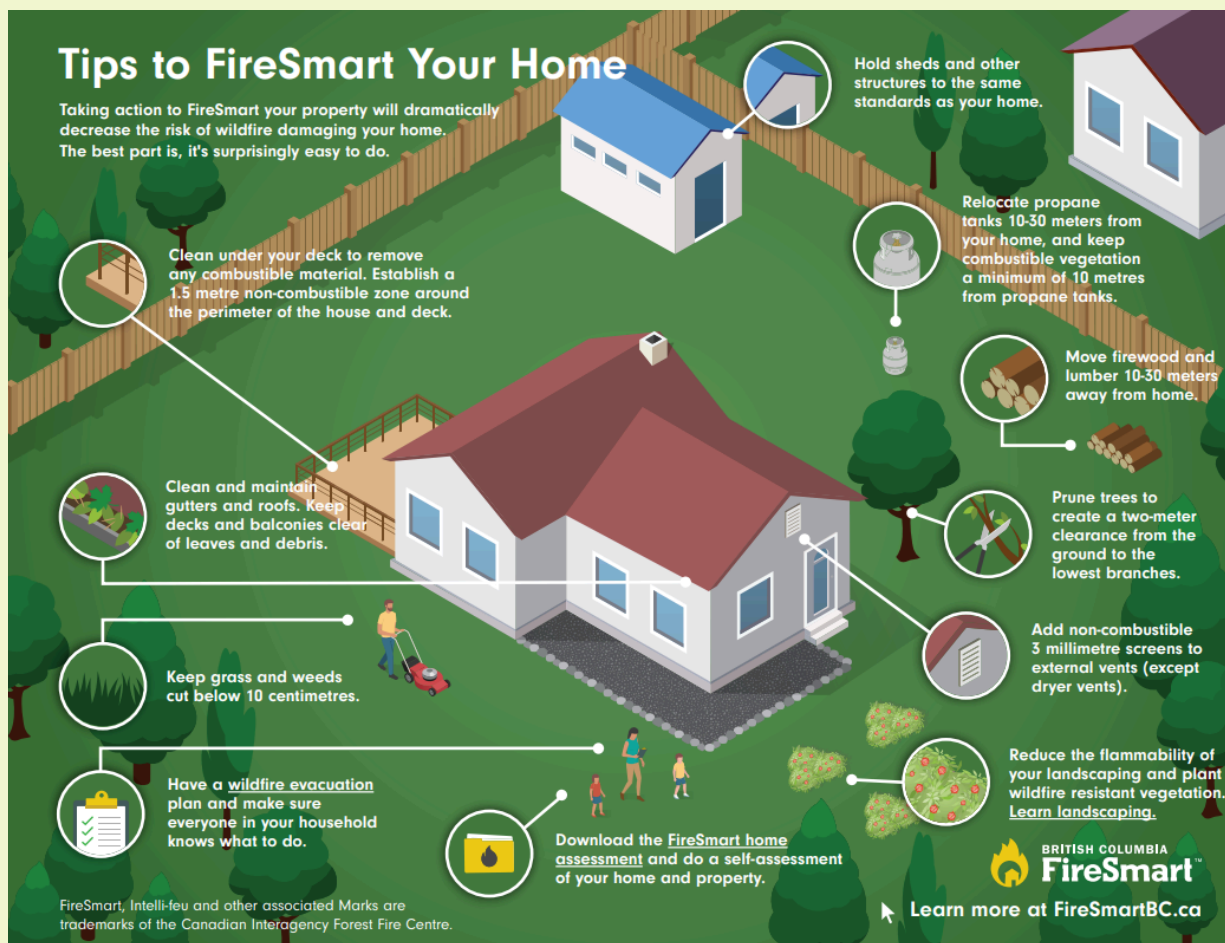 Tips to FireSmart Your Home
Taking action to FireSmart your property will dramatically
decrease the risk of wildfire damaging your home.
The best part is, it's surprisingly easy to do.
Hold sheds and other
structures to the same
standards as your home.
Relocate propane
tanks 10-30 meters from
your home, and keep
combustible vegetation
a minimum of 10 metres
from propane tanks.
Clean under your deck to remove
any combustible material. Establish a
1.5 metre non-combustible zone around
the perimeter of the house and deck.
Move firewood and
lumber 10-30 meters
away from home.
Clean and maintain
gutters and roofs. Keep
decks and balconies clear
of leaves and debris.
Prune trees to
create a two-meter
clearance from the
ground to the
lowest branches.
Add non-combustible
3 millimetre screens to
external vents (except
dryer vents).
Keep grass and weeds
cut below 10 centimetres.
Reduce the flammability of
your landscaping and plant
wildfire resistant vegetation.
Learn landscaping.
Have a wildfire evacuation
plan and make sure
everyone in your household
knows what to do.
Download the FireSmart home
assessment and do a self-assessment
of your home and property.
BRITISH COLUMBIA
FireSmart™
Learn more at FireSmartBC.ca
FireSmart, Intelli-feu and other associated Marks are
trademarks of the Canadian Interagency Forest Fire Centre.